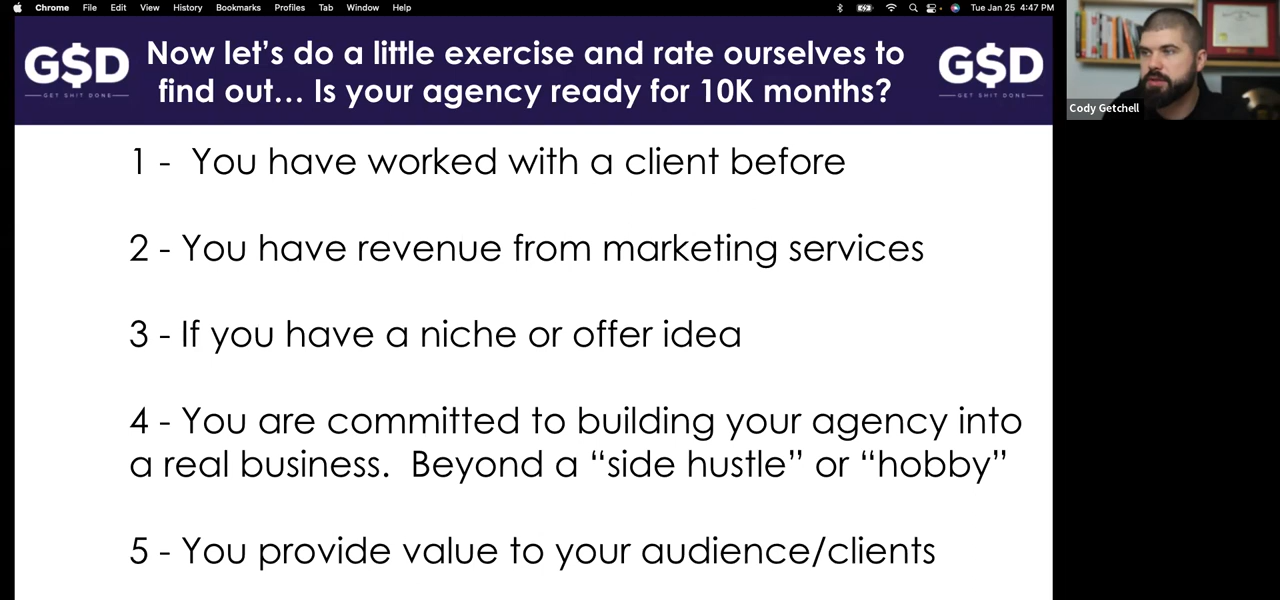 Chrome File Edit View History Bookmarks Profiles Tab Window Help Tue Jan 25 4:47 PM
G$D
GET SHIT DONE
Now let's do a little exercise and rate ourselves to
find out... Is your agency ready for 10K months?
G$D
GET SHIT DONE
Cody Getchell
1 - You have worked with a client before
2 - You have revenue from marketing services
3 - If you have a niche or offer idea
4 - You are committed to building your agency into
a real business. Beyond a “side hustle” or “hobby”
5 - You provide value to your audience/clients